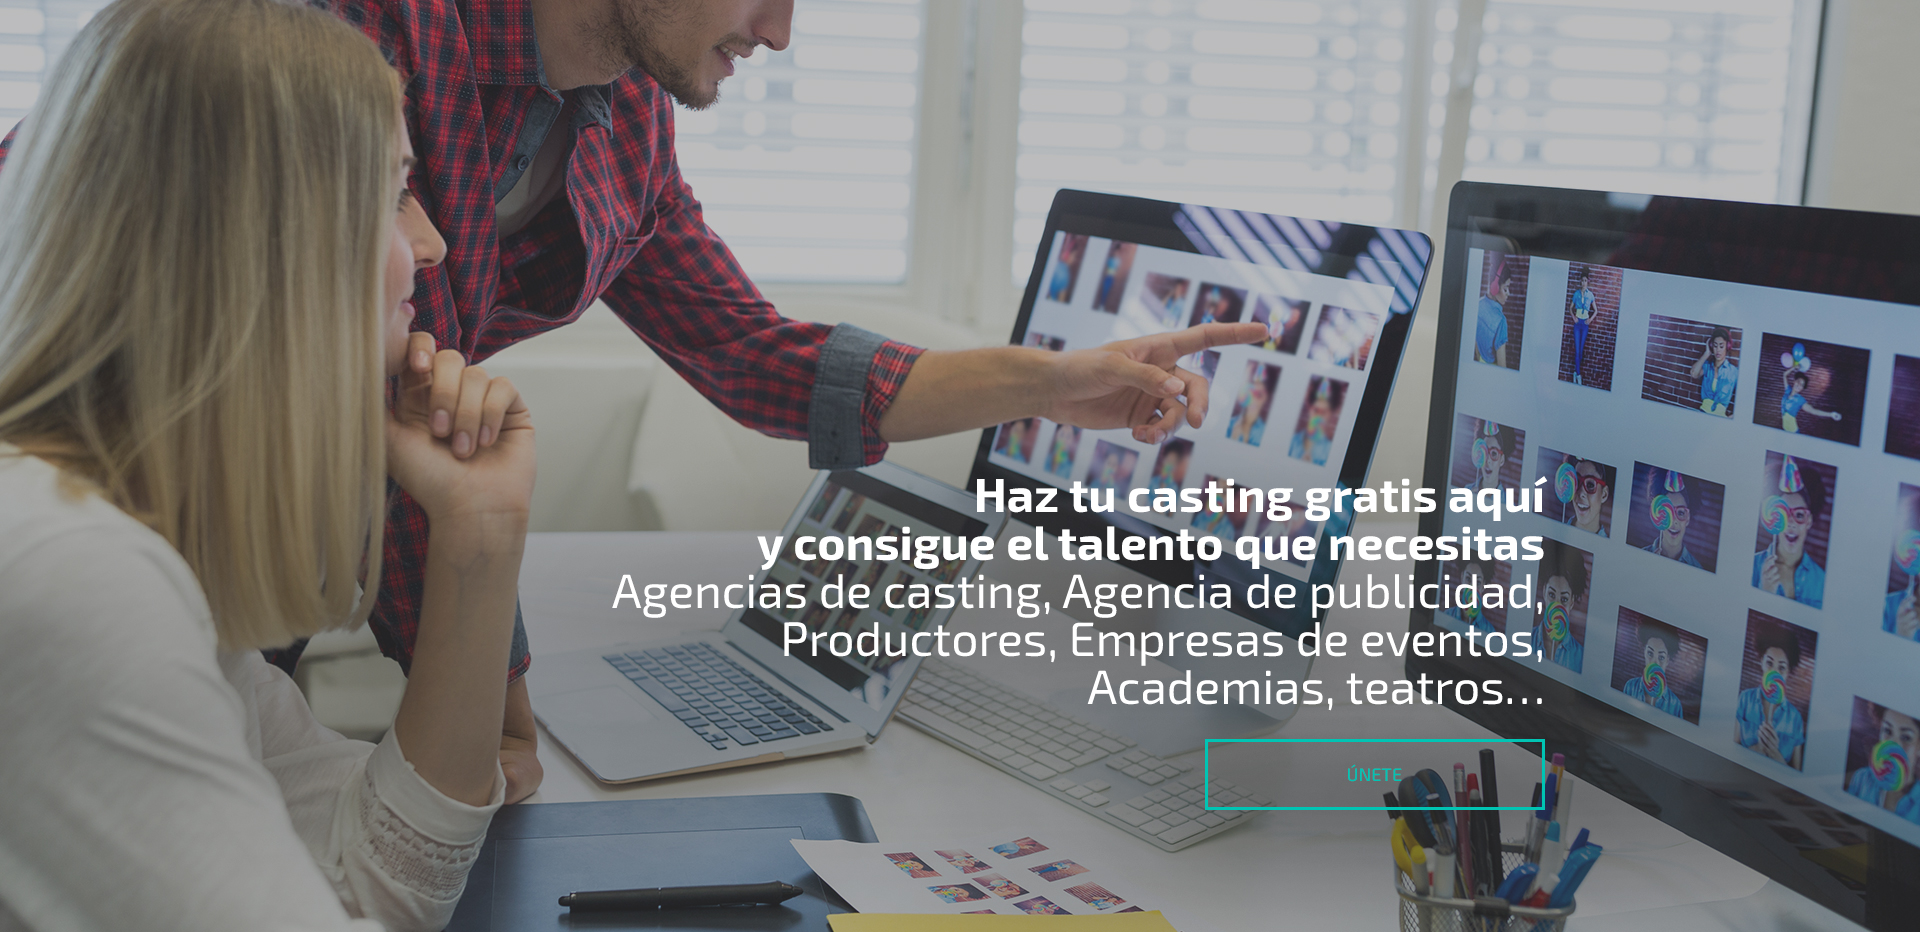 Haz tu casting gratis aquí
y consigue el talento que necesitas
Agencias de casting, Agencia de publicidad,
Productores, Empresas de eventos,
Academias, teatros...
ÚNETE